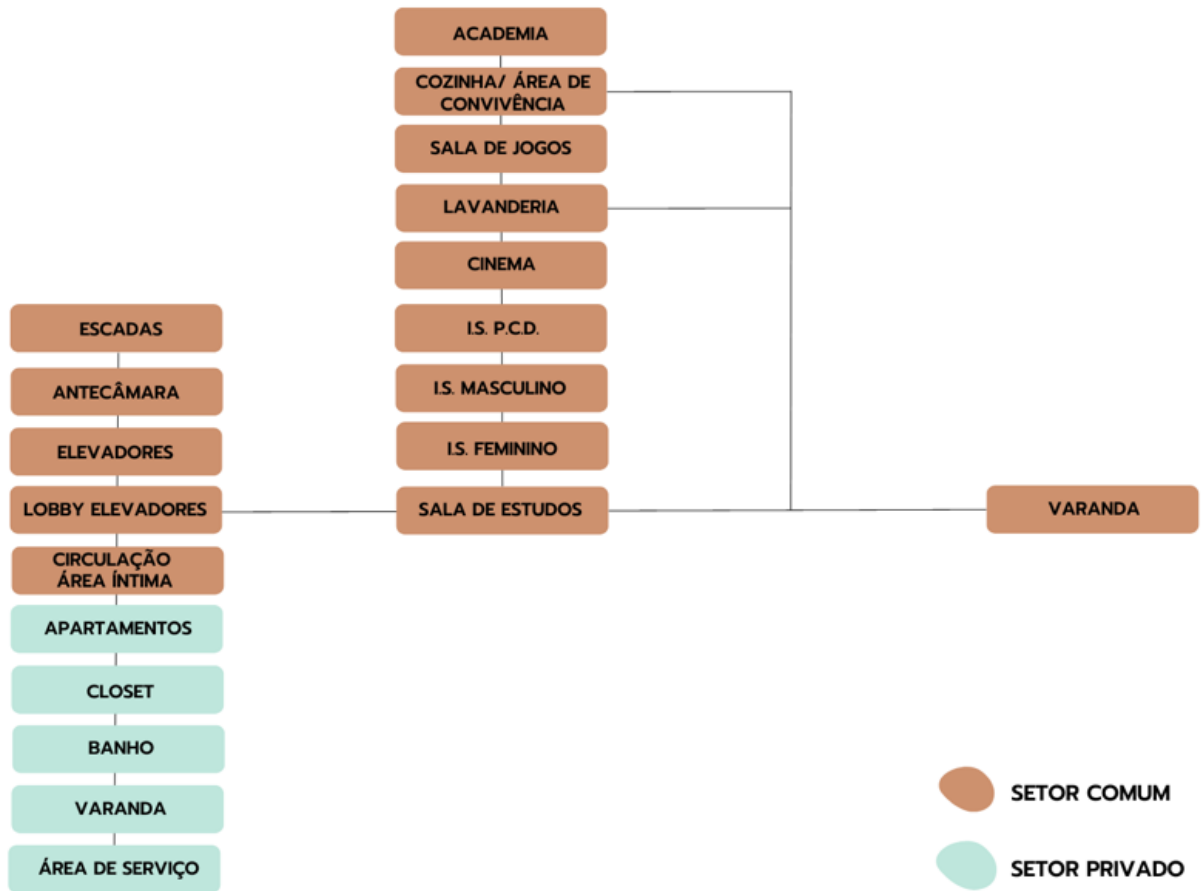 ACADEMIA
COZINHA/ ÁREA DE
CONVIVÊNCIA
SALA DE JOGOS
LAVANDERIA
CINEMA
I.S. P.C.D.
I.S. MASCULINO
I.S. FEMININO
SALA DE ESTUDOS
ESCADAS
ANTECÂMARA
ELEVADORES
LOBBY ELEVADORES
CIRCULAÇÃO
ÁREA ÍNTIMA
APARTAMENTOS
CLOSET
BANHO
VARANDA
ÁREA DE SERVIÇO
VARANDA
SETOR COMUM
SETOR PRIVADO